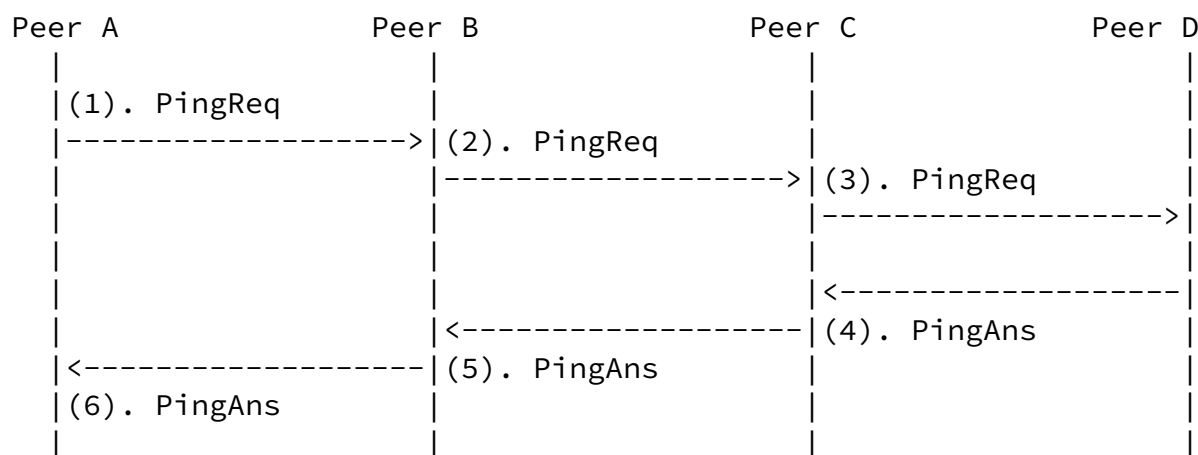 Peer A Peer B Peer C Peer D
(1). PingReq
(2). PingReq
(3). PingReq
(4). PingAns
(5). PingAns
(6). PingAns